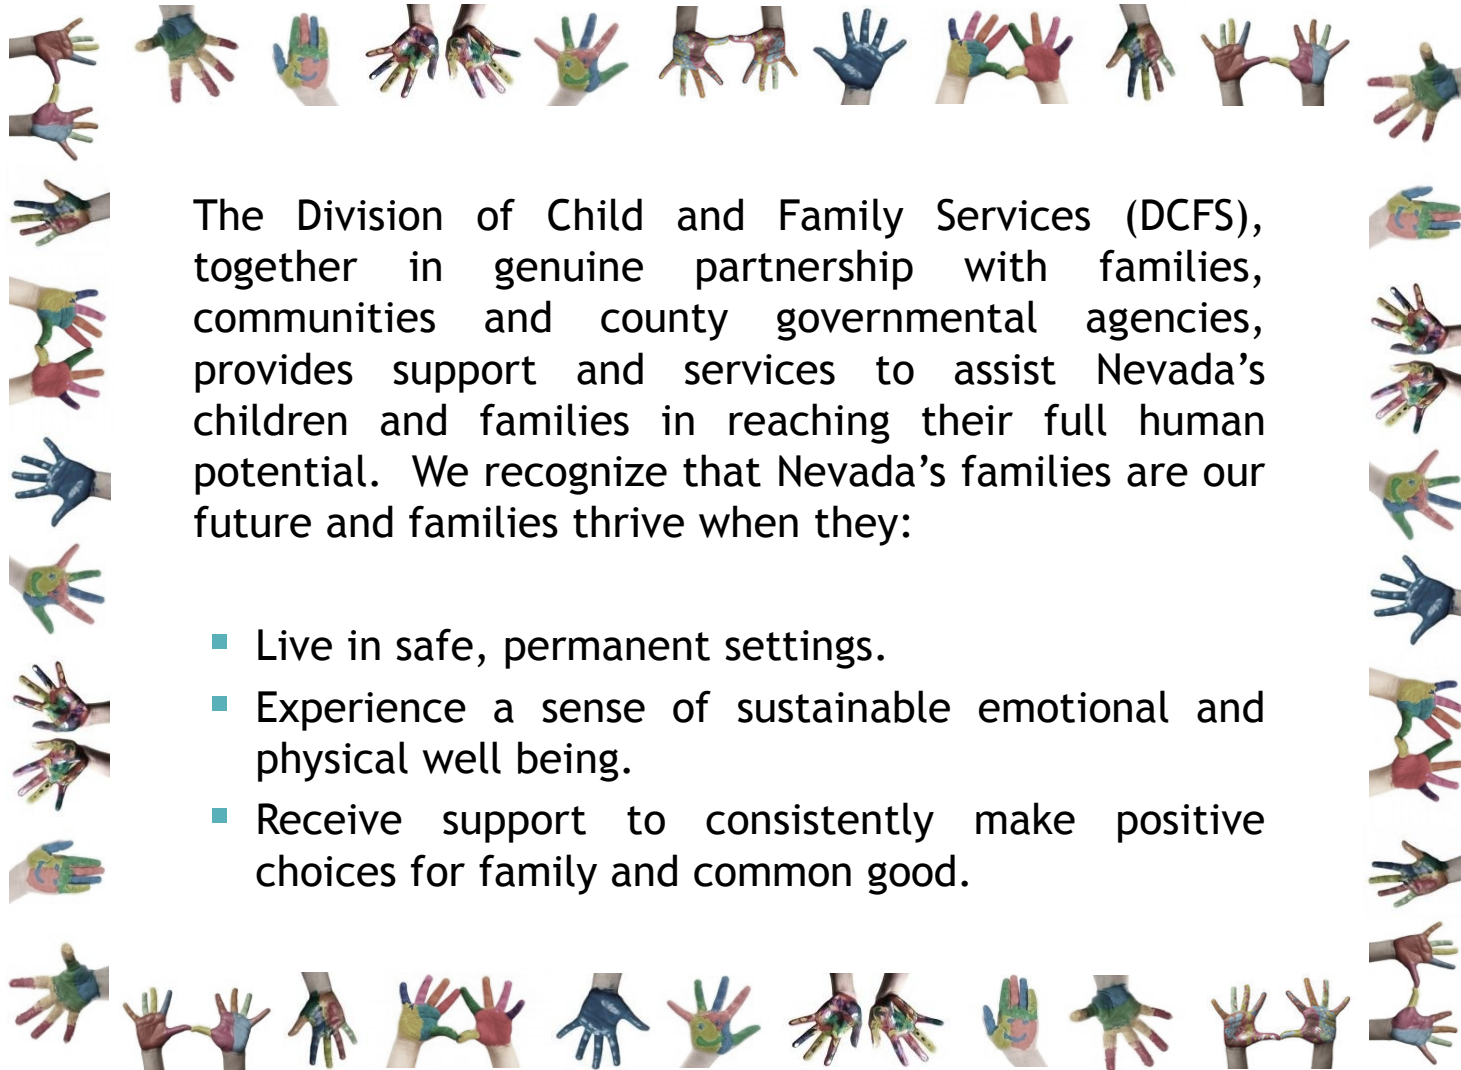 The Division of Child and Family Services (DCFS),
together in genuine partnership with families,
communities and county governmental agencies,
provides support and services to assist Nevada’s
children and families in reaching their full human
potential.  We recognize that Nevada’s families are our
future and families thrive when they:
▪ Live in safe, permanent settings.
▪ Experience a sense of sustainable emotional and
physical well being.
▪ Receive support to consistently make positive
choices for family and common good.